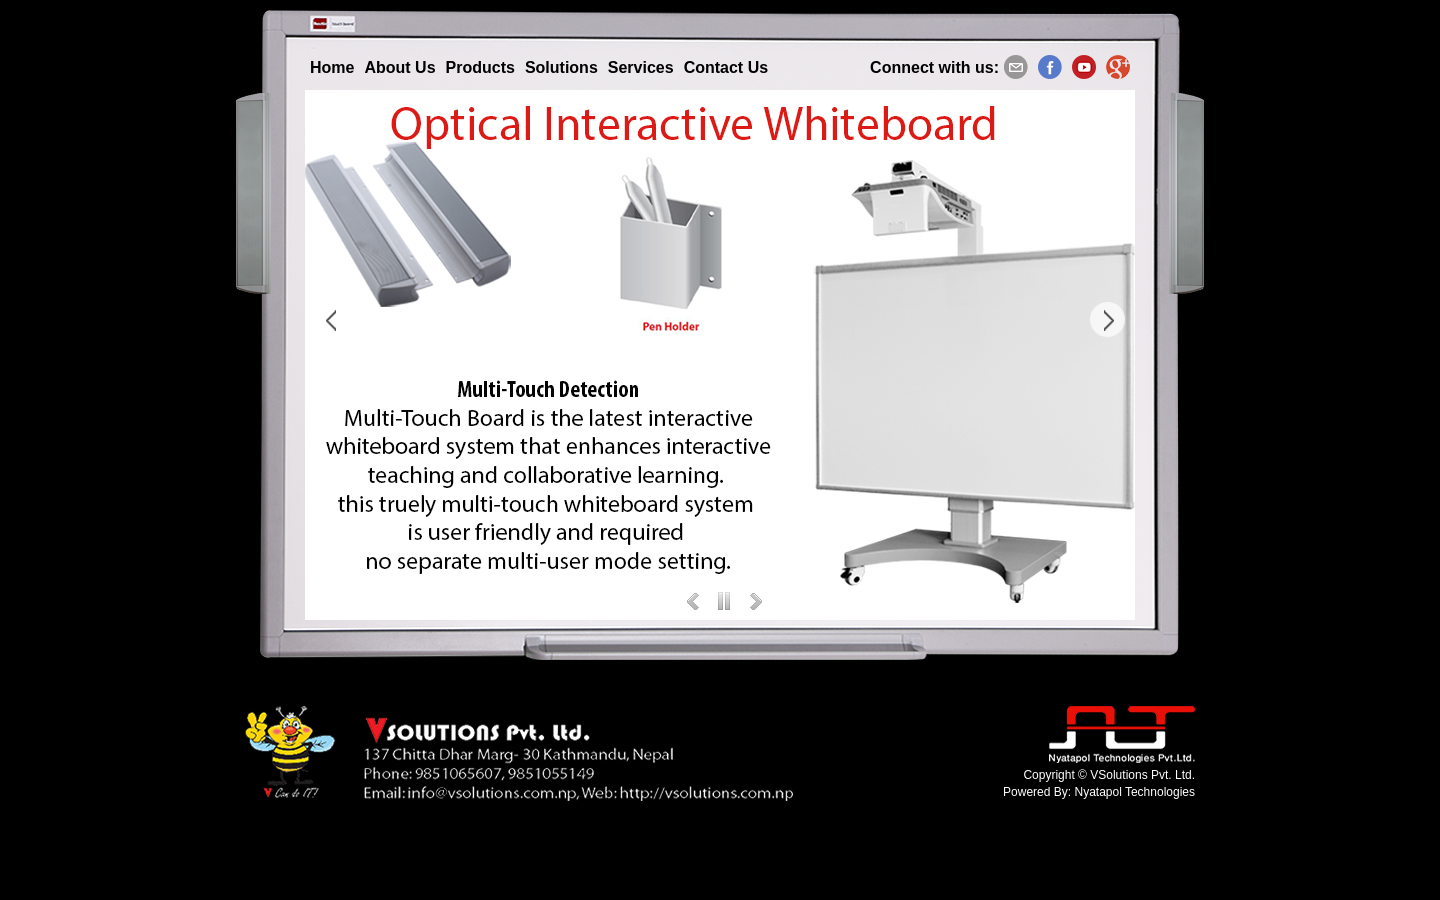 Home About Us Products Solutions Services Contact Us Connect with us:
Optical Interactive Whiteboard
Pen Holder
Multi-Touch Detection
Multi-Touch Board is the latest interactive
whiteboard system that enhances interactive
teaching and collaborative learning.
this truely multi-touch whiteboard system
is user friendly and required
no separate multi-user mode setting.
V Can do IT!
VSOLUTIONS Pvt. Ltd.
137 Chitta Dhar Marg- 30 Kathmandu, Nepal
Phone: 9851065607, 9851055149
Email: info@vsolutions.com.np, Web: http://vsolutions.com.np
Nyatapol Technologies Pvt.Ltd.
Copyright © VSolutions Pvt. Ltd.
Powered By: Nyatapol Technologies